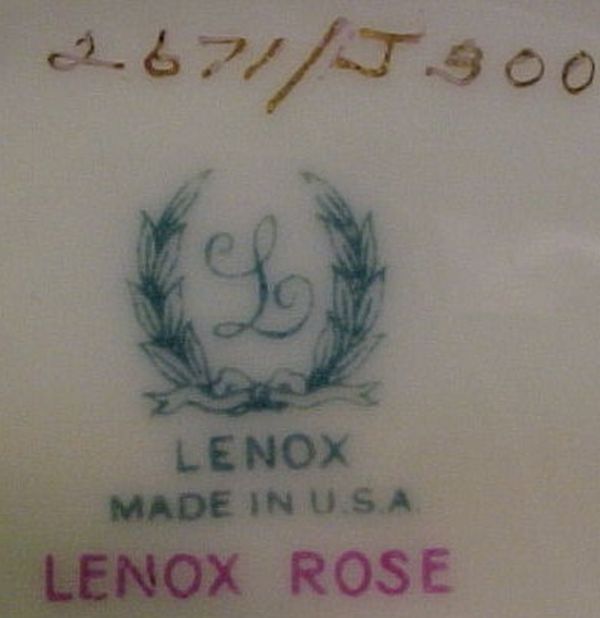 2671/J300
L
LENOX
MADE IN U.S.A.
LENOX ROSE